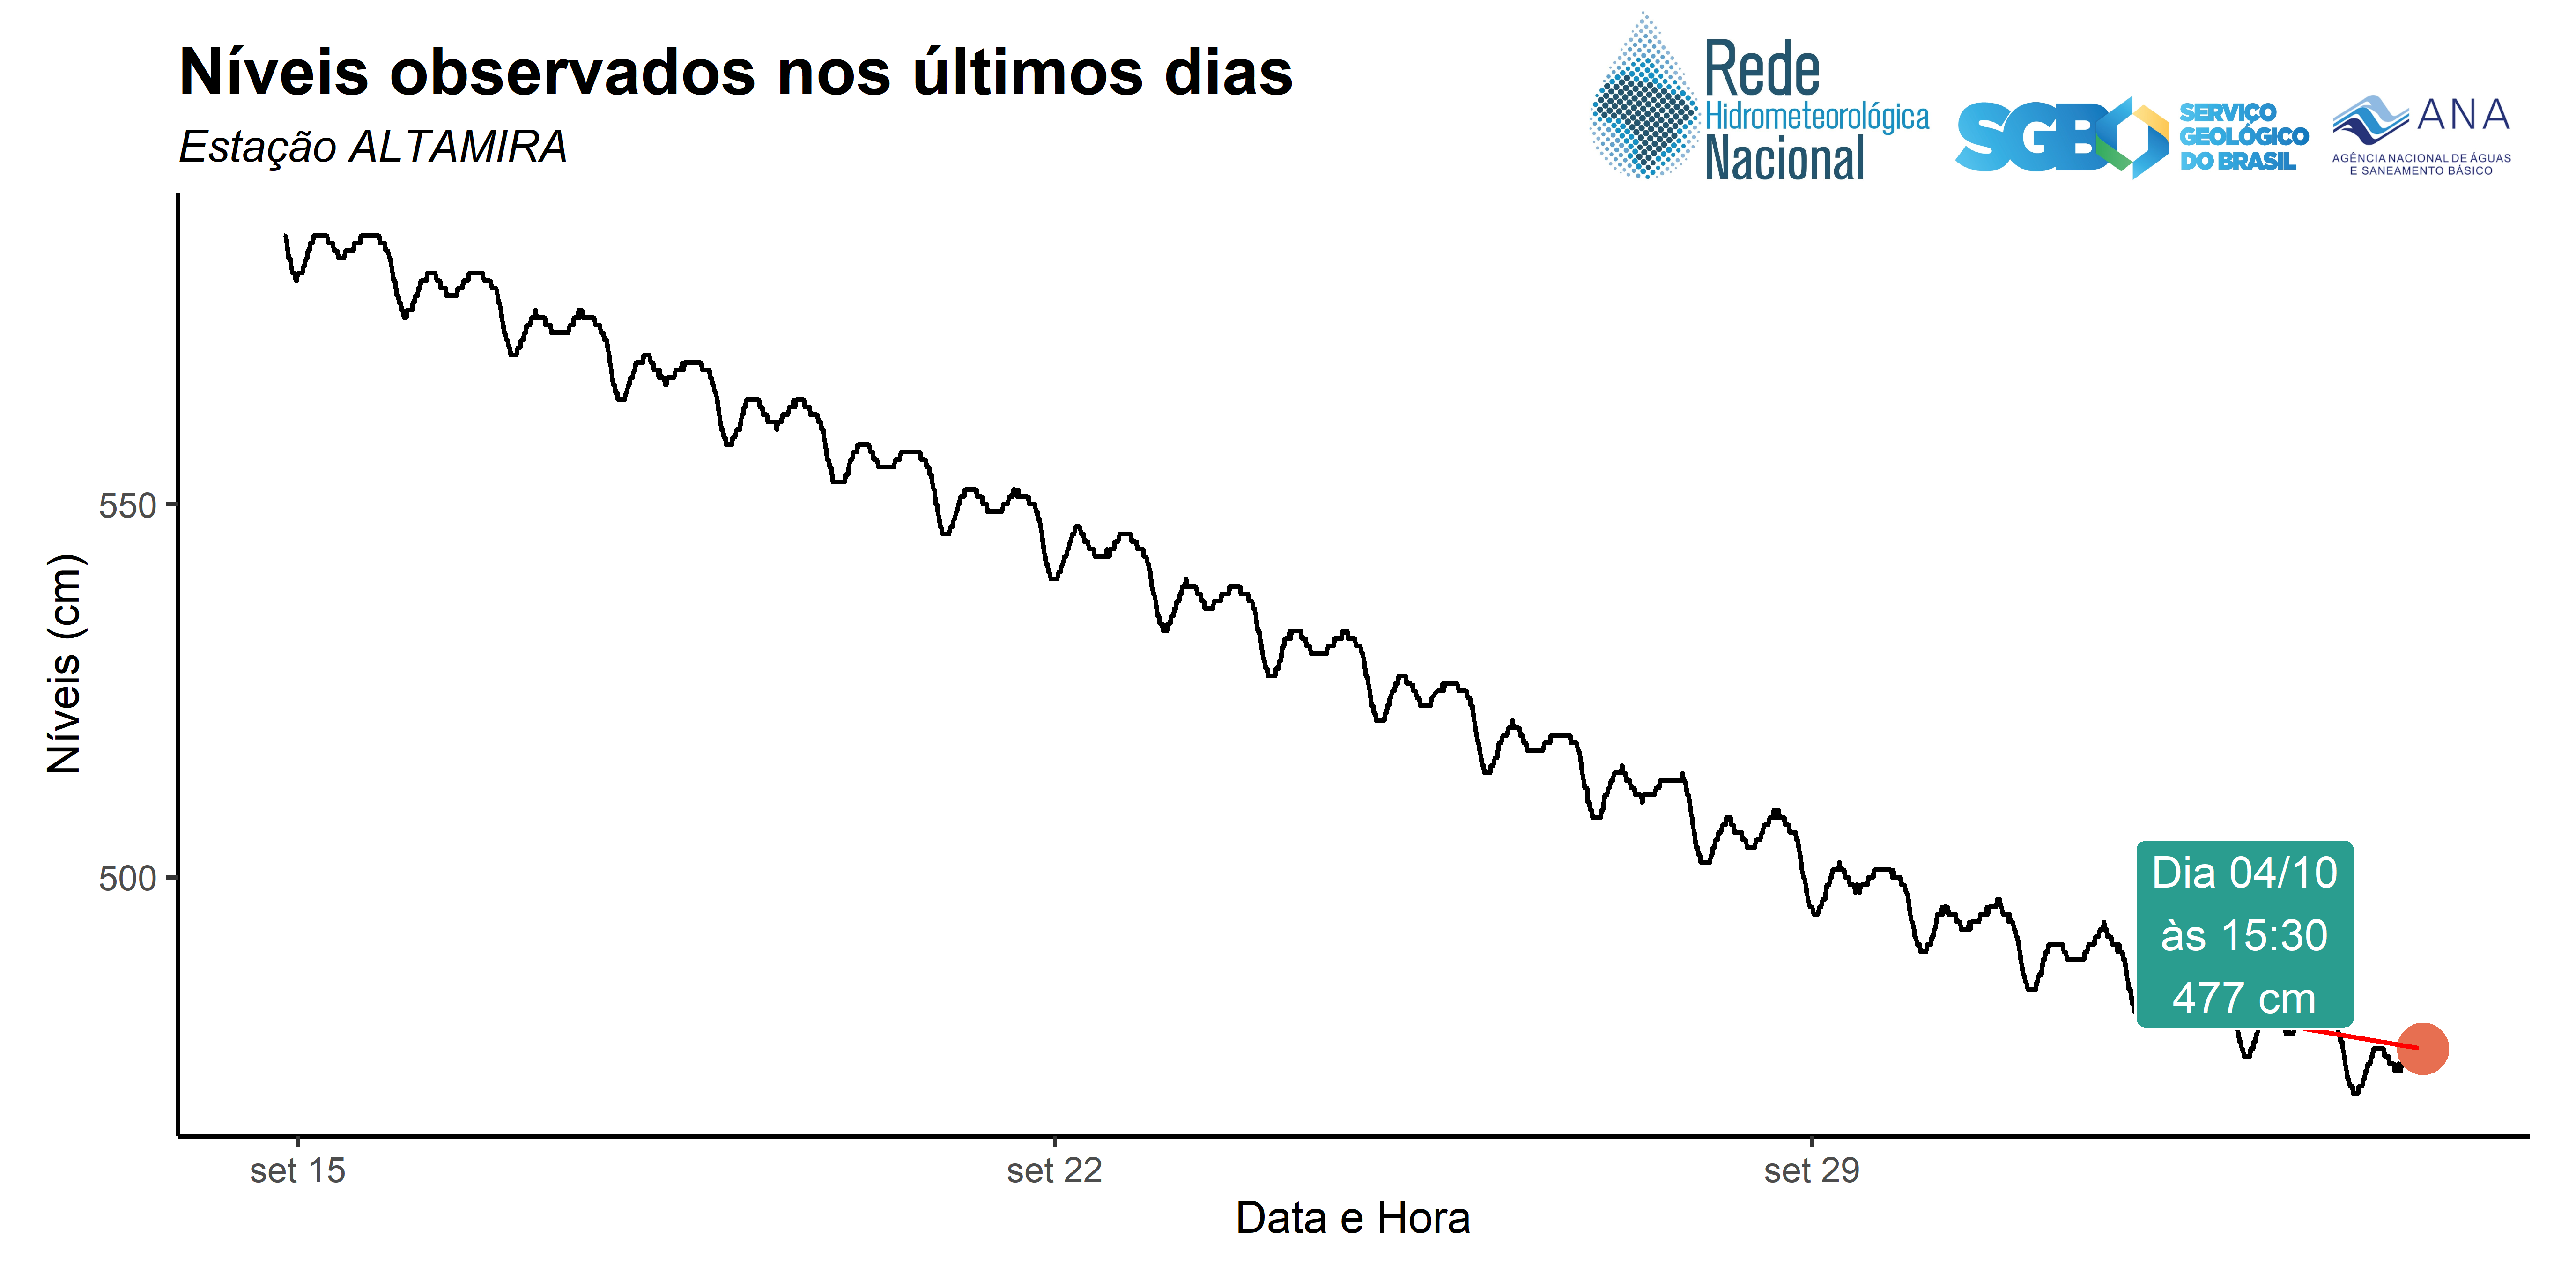 Níveis observados nos últimos dias
Estação ALTAMIRA
Rede
Hidrometeorológica
Nacional
SGB
SERVIÇO
GEOLÓGICO
DO BRASIL
ANA
AGÊNCIA NACIONAL DE ÁGUAS
E SANEAMENTO BÁSICO
Níveis (cm)
550
500
Dia 04/10
às 15:30
477 cm
set 15
set 22
set 29
Data e Hora